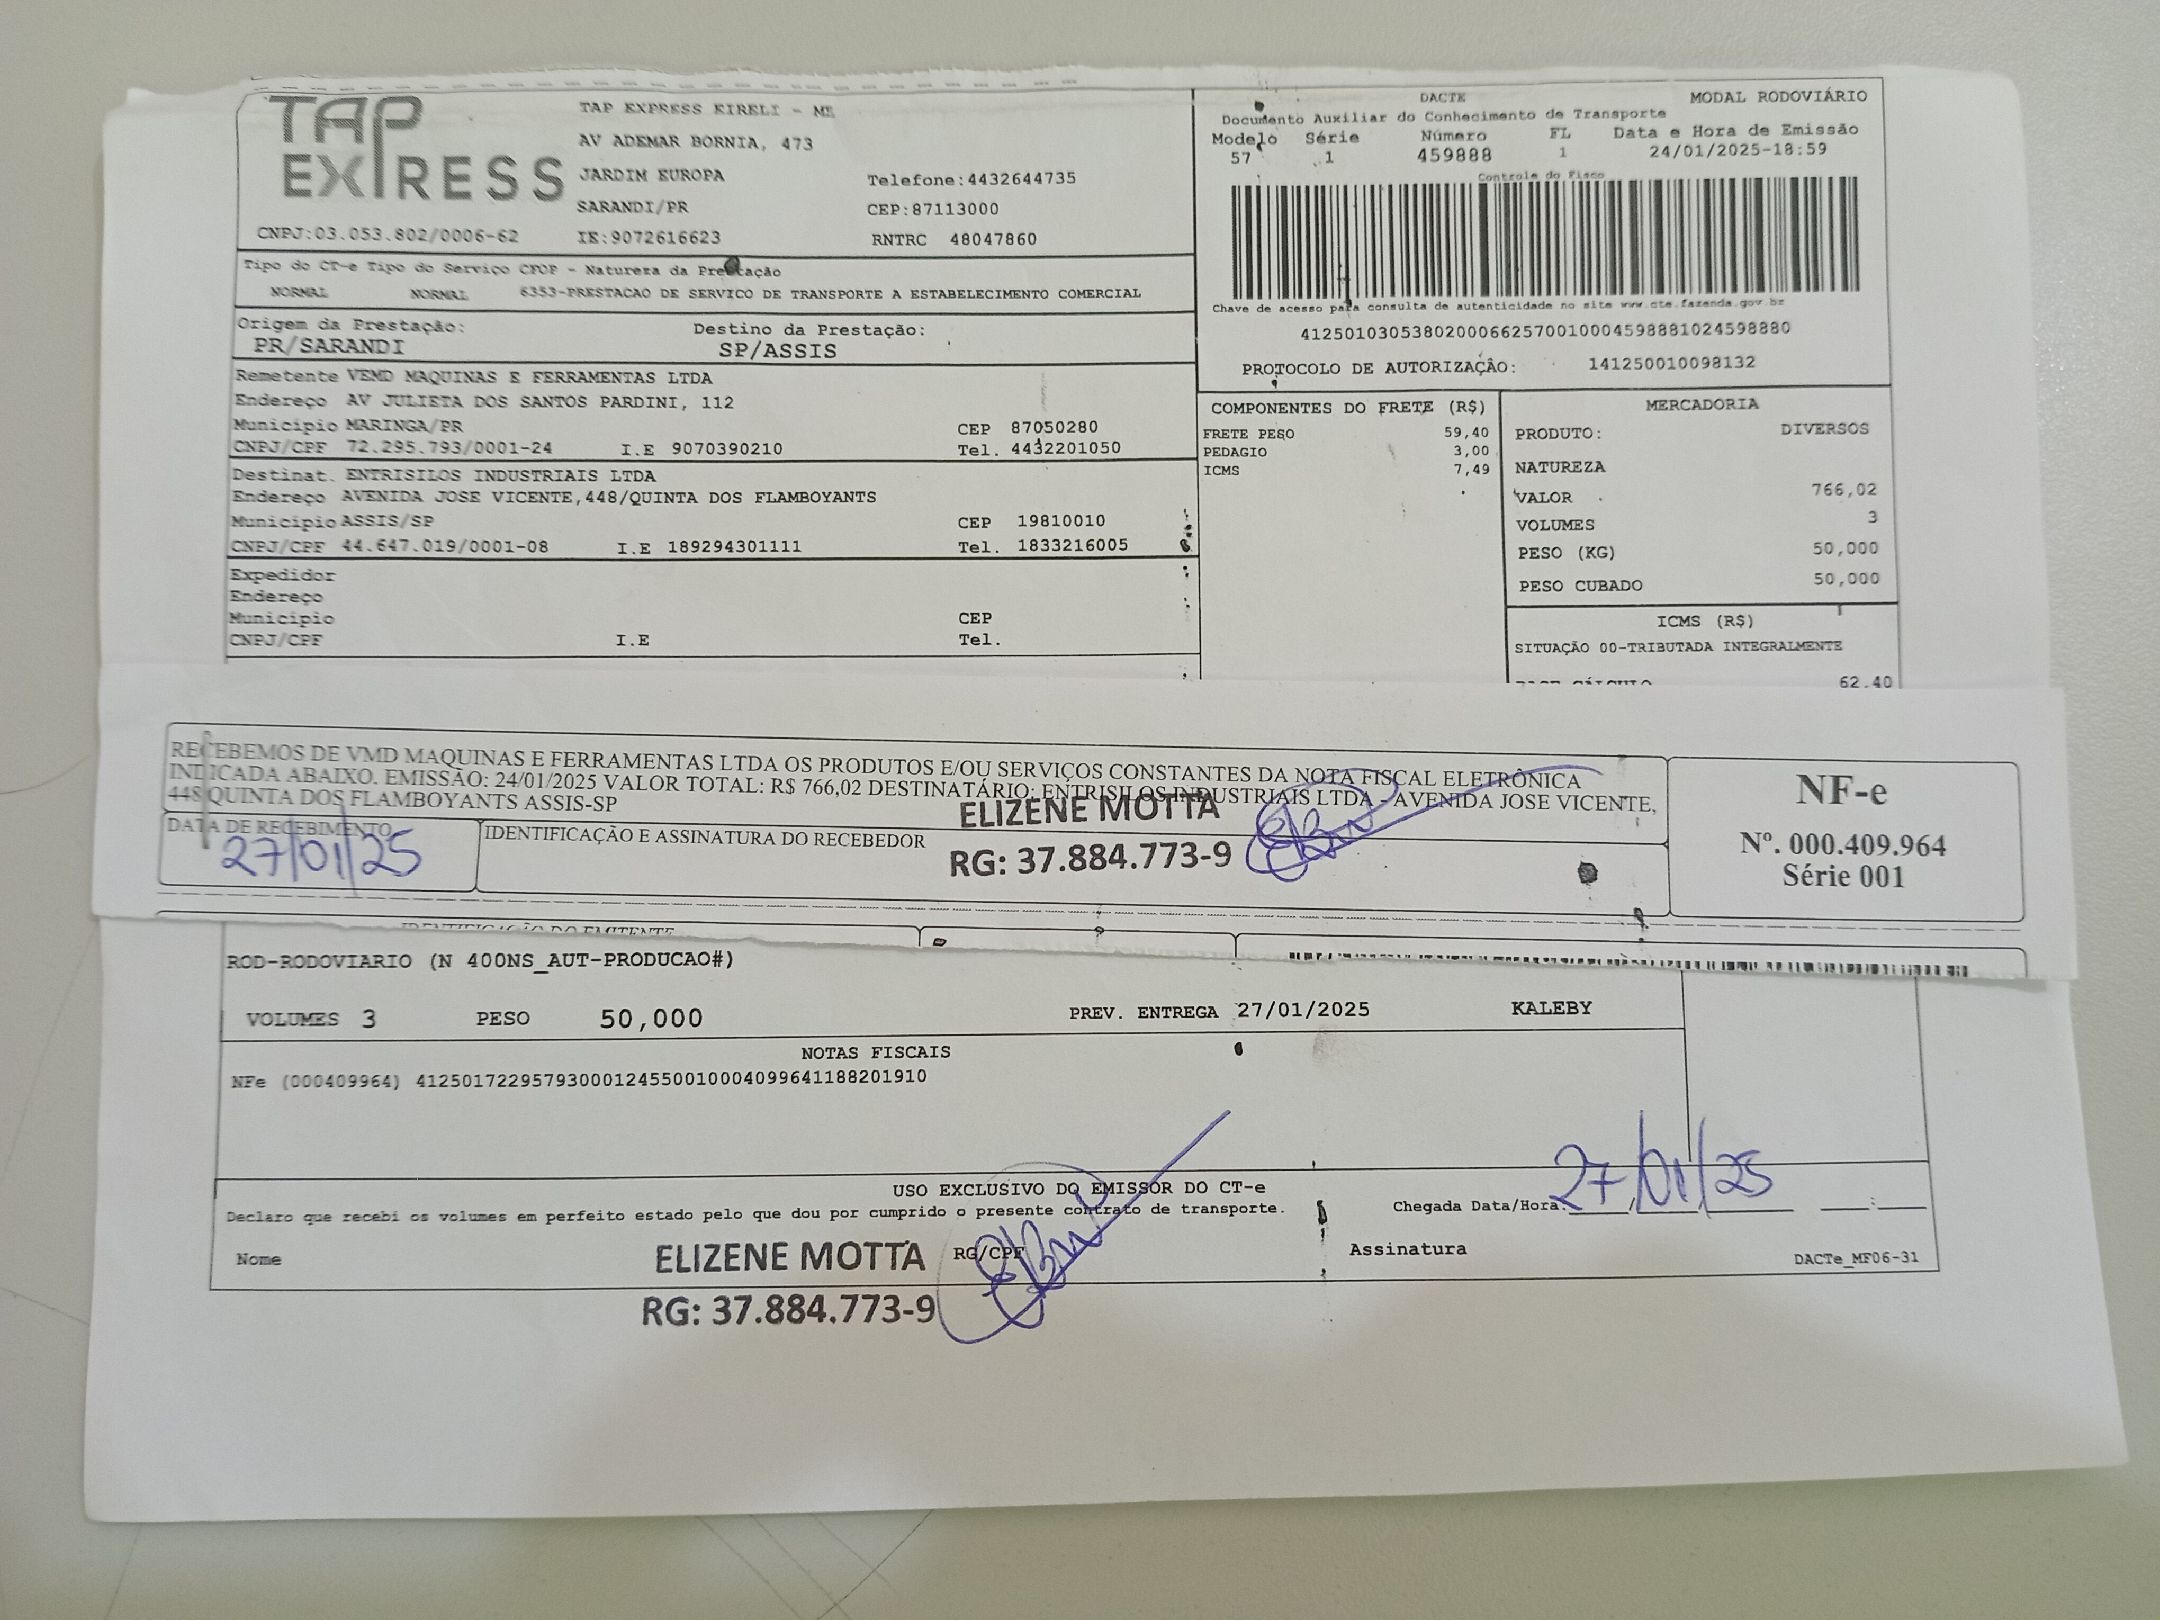 TAP EXPRESS
TAP EXPRESS EIRELI - ME
AV ADEMAR BORNIA, 473
JARDIM EUROPA
Telefone:4432644735
SARANDI/PR
CEP:87113000
CNPJ:03.053.802/0006-62
IE:9072616623
RNTRC 48047860
DACTE
MODAL RODOVIÁRIO
Documento Auxiliar do Conhecimento de Transporte
Modelo Série Número FL Data e Hora de Emissão
57 1 459888 1 24/01/2025-18:59
Controle do Fisco
Chave de acesso para consulta de autenticidade no site www.cte.fazenda.gov.br
41250103053802000662570010004598881024598880
PROTOCOLO DE AUTORIZAÇÃO: 141250010098132
Tipo do CT-e Tipo do Serviço CFOP - Natureza da Prestação
NORMAL NORMAL 6353-PRESTACAO DE SERVICO DE TRANSPORTE A ESTABELECIMENTO COMERCIAL
Origem da Prestação: Destino da Prestação:
PR/SARANDI SP/ASSIS
Remetente VEMD MAQUINAS E FERRAMENTAS LTDA
Endereço AV JULIETA DOS SANTOS PARDINI, 112
Municipio MARINGA/PR CEP 87050280
CNPJ/CPF 72.295.793/0001-24 I.E 9070390210 Tel. 4432201050
Destinat. ENTRISILOS INDUSTRIAIS LTDA
Endereco AVENIDA JOSE VICENTE,448/QUINTA DOS FLAMBOYANTS
Municipio ASSIS/SP CEP 19810010
CNPJ/CPF 44.647.019/0001-08 I.E 189294301111 Tel. 1833216005
Expedidor
Endereço
Municipio CEP
CNPJ/CPF I.E Tel.
COMPONENTES DO FRETE (R$)
FRETE PESO 59,40
PEDAGIO 3,00
ICMS 7,49
MERCADORIA
PRODUTO: DIVERSOS
NATUREZA
VALOR 766,02
VOLUMES 3
PESO (KG) 50,000
PESO CUBADO 50,000
ICMS (R$)
SITUAÇÃO 00-TRIBUTADA INTEGRALMENTE
62.40
RECEBEMOS DE VMD MAQUINAS E FERRAMENTAS LTDA OS PRODUTOS E/OU SERVIÇOS CONSTANTES DA NOTA FISCAL ELETRÔNICA
INDICADA ABAIXO. EMISSÃO: 24/01/2025 VALOR TOTAL: R$ 766,02 DESTINATÁRIO: ENTRISILOS INDUSTRIAIS LTDA - AVENIDA JOSE VICENTE,
448 QUINTA DOS FLAMBOYANTS ASSIS-SP
DATA DE RECEBIMENTO
27/01/25
IDENTIFICAÇÃO E ASSINATURA DO RECEBEDOR
ELIZENE MOTTA
RG: 37.884.773-9
NF-e
Nº. 000.409.964
Série 001
IDENTIFICAÇÃO DO EMITENTE
ROD-RODOVIARIO (N 400NS_AUT-PRODUCAO#)
VOLUMES 3 PESO 50,000 PREV. ENTREGA 27/01/2025 KALEBY
NOTAS FISCAIS
NFe (000409964) 41250172295793000124550010004099641188201910
USO EXCLUSIVO DO EMISSOR DO CT-e
Declaro que recebi os volumes em perfeito estado pelo que dou por cumprido o presente contrato de transporte.
Chegada Data/Hora: 27/01/25
Nome ELIZENE MOTTA RG/CPF Assinatura
DACTe_MF06-31
RG: 37.884.773-9